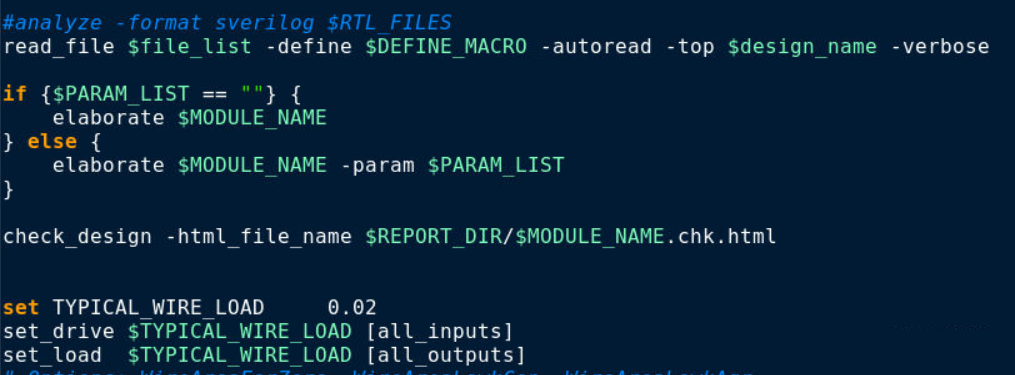 #analyze -format sverilog $RTL_FILES
read_file $file_list -define $DEFINE_MACRO -autoread -top $design_name -verbose
if {$PARAM_LIST == ""} {
elaborate $MODULE_NAME
} else {
elaborate $MODULE_NAME -param $PARAM_LIST
}
check_design -html_file_name $REPORT_DIR/$MODULE_NAME.chk.html
set TYPICAL_WIRE_LOAD 0.02
set_drive $TYPICAL_WIRE_LOAD [all_inputs]
set_load $TYPICAL_WIRE_LOAD [all_outputs]